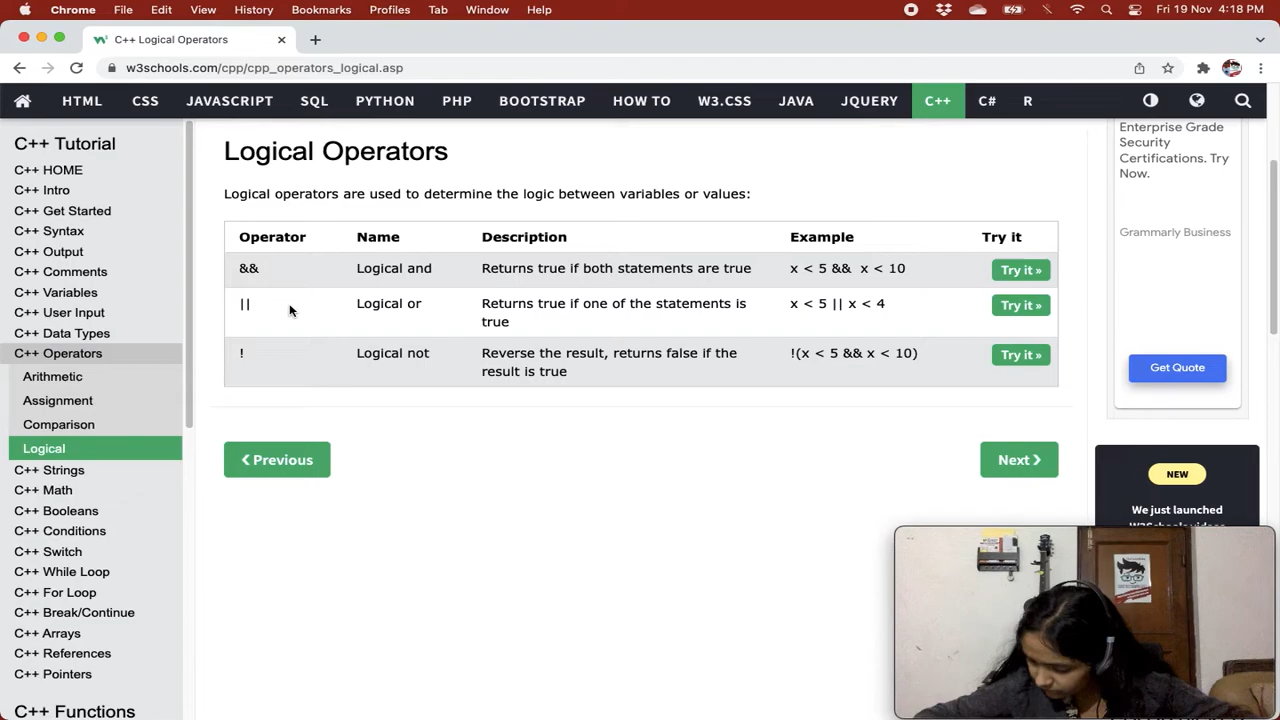 Chrome File Edit View History Bookmarks Profiles Tab Window Help Fri 19 Nov 4:18 PM
C++ Logical Operators
w3schools.com/cpp/cpp_operators_logical.asp
HTML CSS JAVASCRIPT SQL PYTHON PHP BOOTSTRAP HOW TO W3.CSS JAVA JQUERY C++ C# R
C++ Tutorial
C++ HOME
C++ Intro
C++ Get Started
C++ Syntax
C++ Output
C++ Comments
C++ Variables
C++ User Input
C++ Data Types
C++ Operators
Arithmetic
Assignment
Comparison
Logical
C++ Strings
C++ Math
C++ Booleans
C++ Conditions
C++ Switch
C++ While Loop
C++ For Loop
C++ Break/Continue
C++ Arrays
C++ References
C++ Pointers
C++ Functions
Logical Operators
Logical operators are used to determine the logic between variables or values:
Operator Name Description Example Try it
&& Logical and Returns true if both statements are true x < 5 && x < 10 Try it »
|| Logical or Returns true if one of the statements is x < 5 || x < 4 Try it »
true
! Logical not Reverse the result, returns false if the !(x < 5 && x < 10) Try it »
result is true
❮ Previous Next ❯
Enterprise Grade
Security
Certifications. Try
Now.
Grammarly Business
Get Quote
NEW
We just launched
W3Schools videos